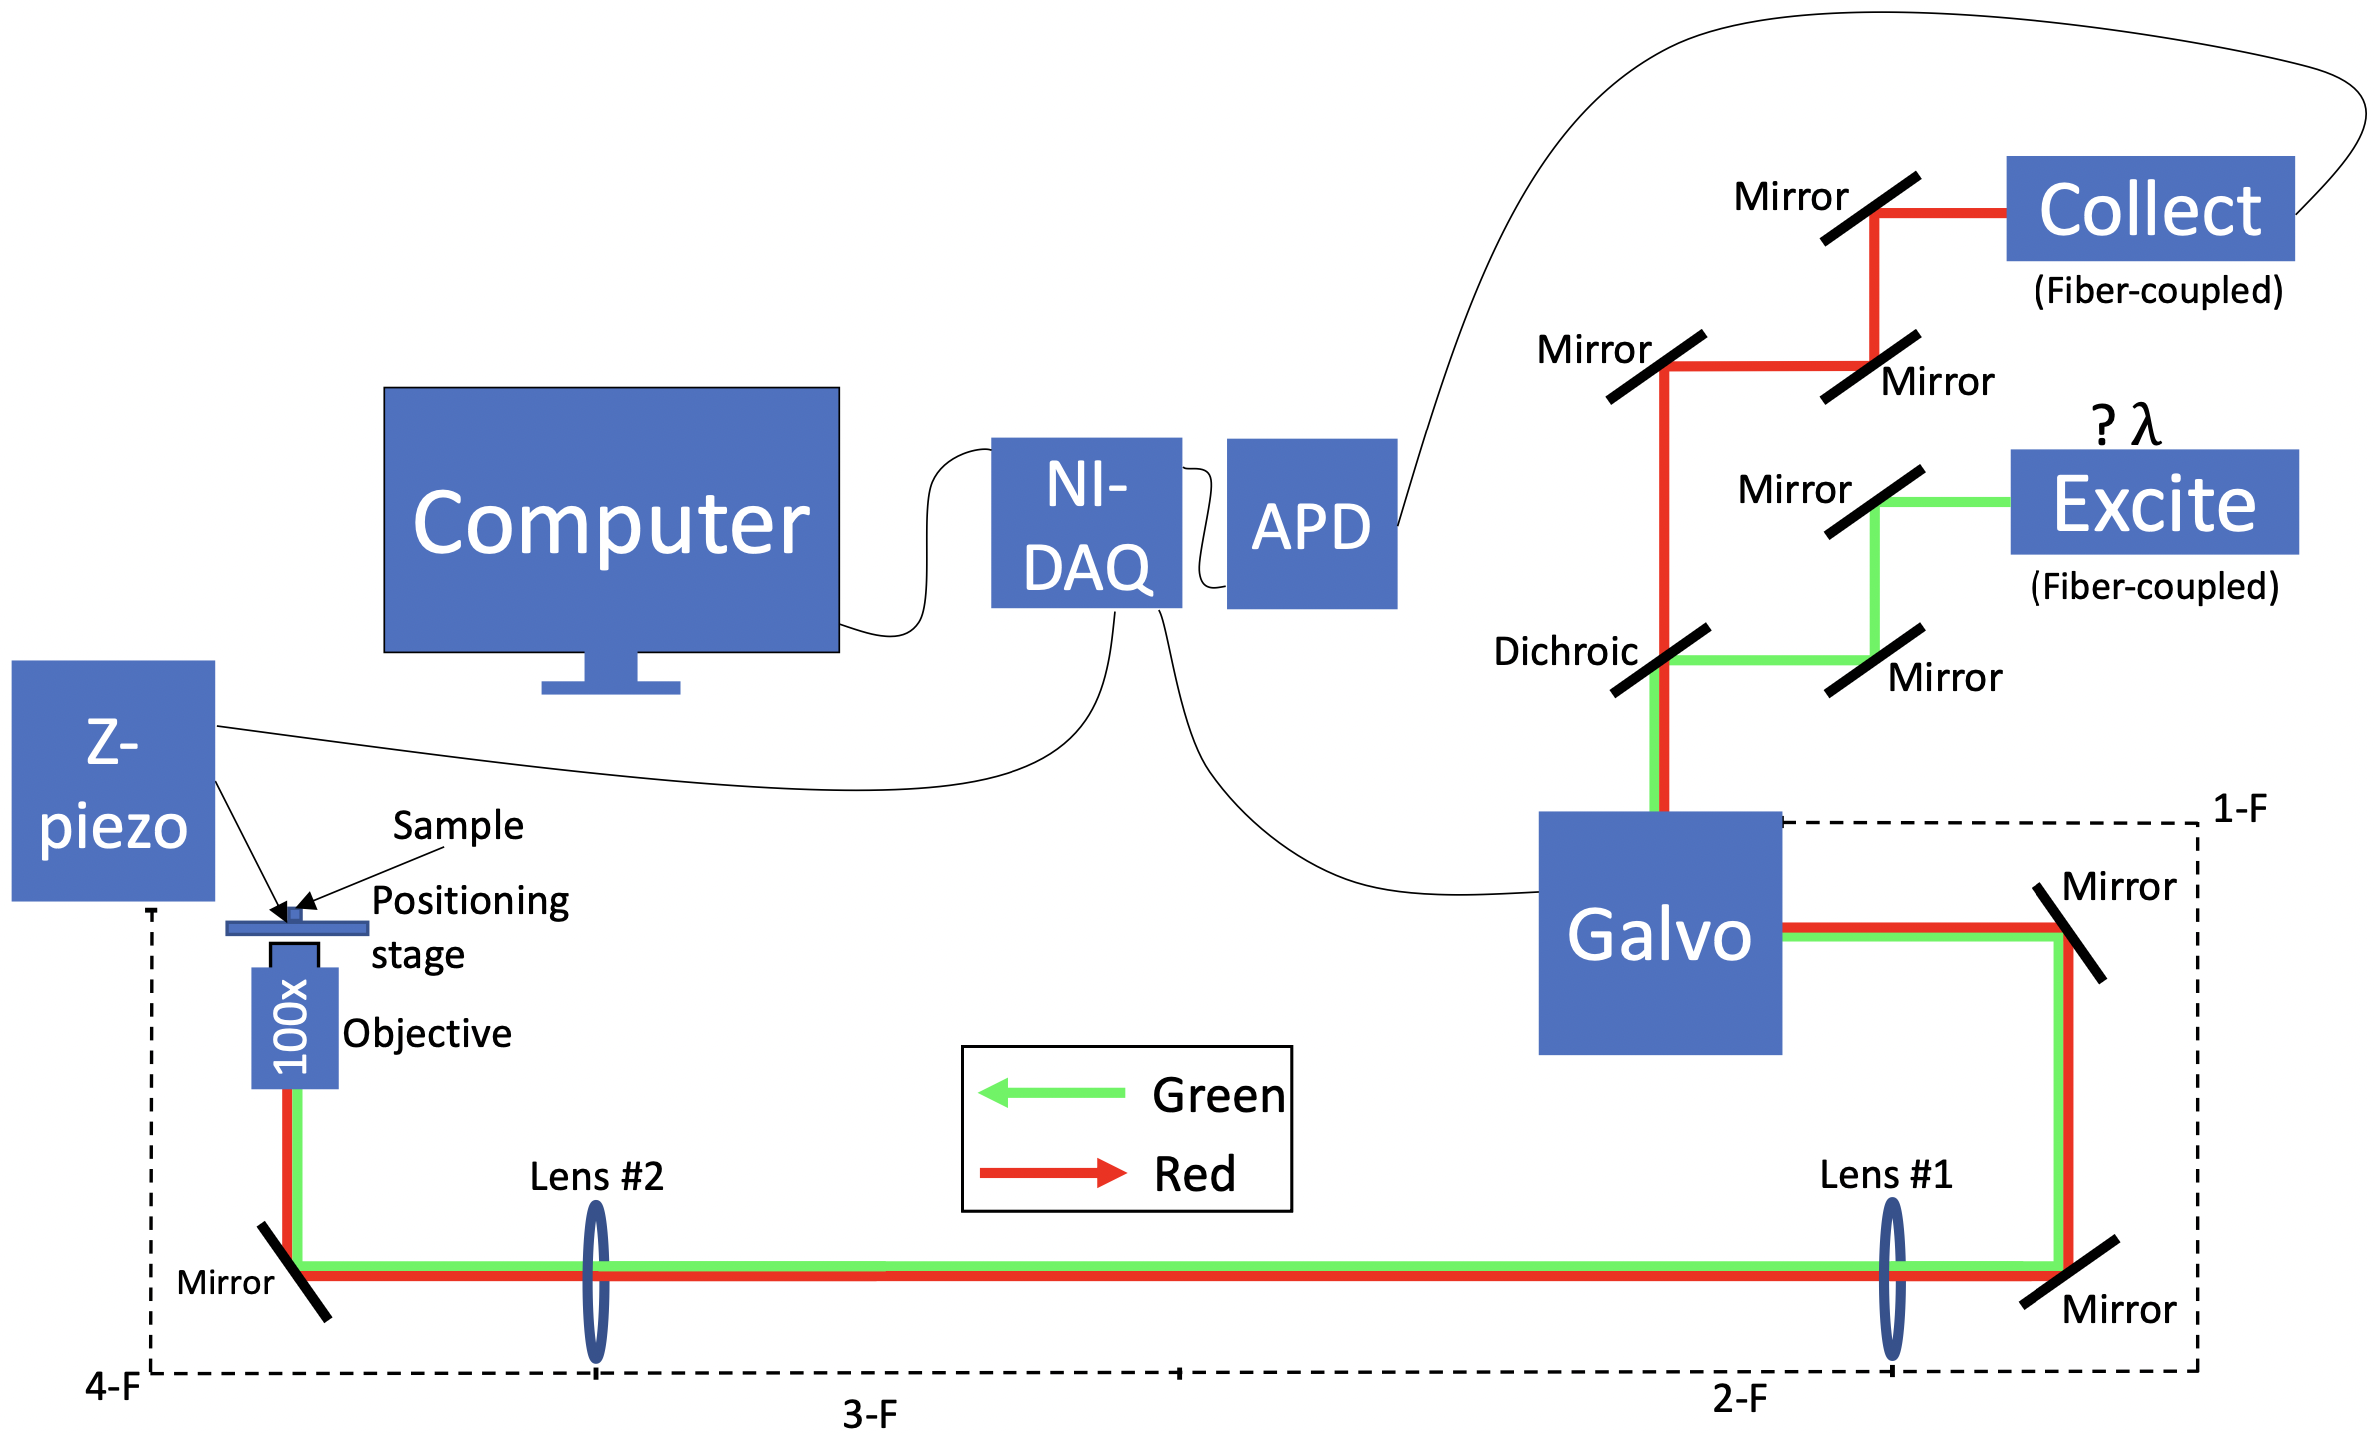 Mirror
Collect
(Fiber-coupled)
Mirror
Mirror
? λ
Mirror
Excite
(Fiber-coupled)
Computer
NI-
DAQ
APD
Dichroic
Mirror
Z-
piezo
Sample
Positioning
stage
100x
Objective
1-F
Mirror
Galvo
Green
Red
Lens #2
Lens #1
Mirror
Mirror
4-F
3-F
2-F